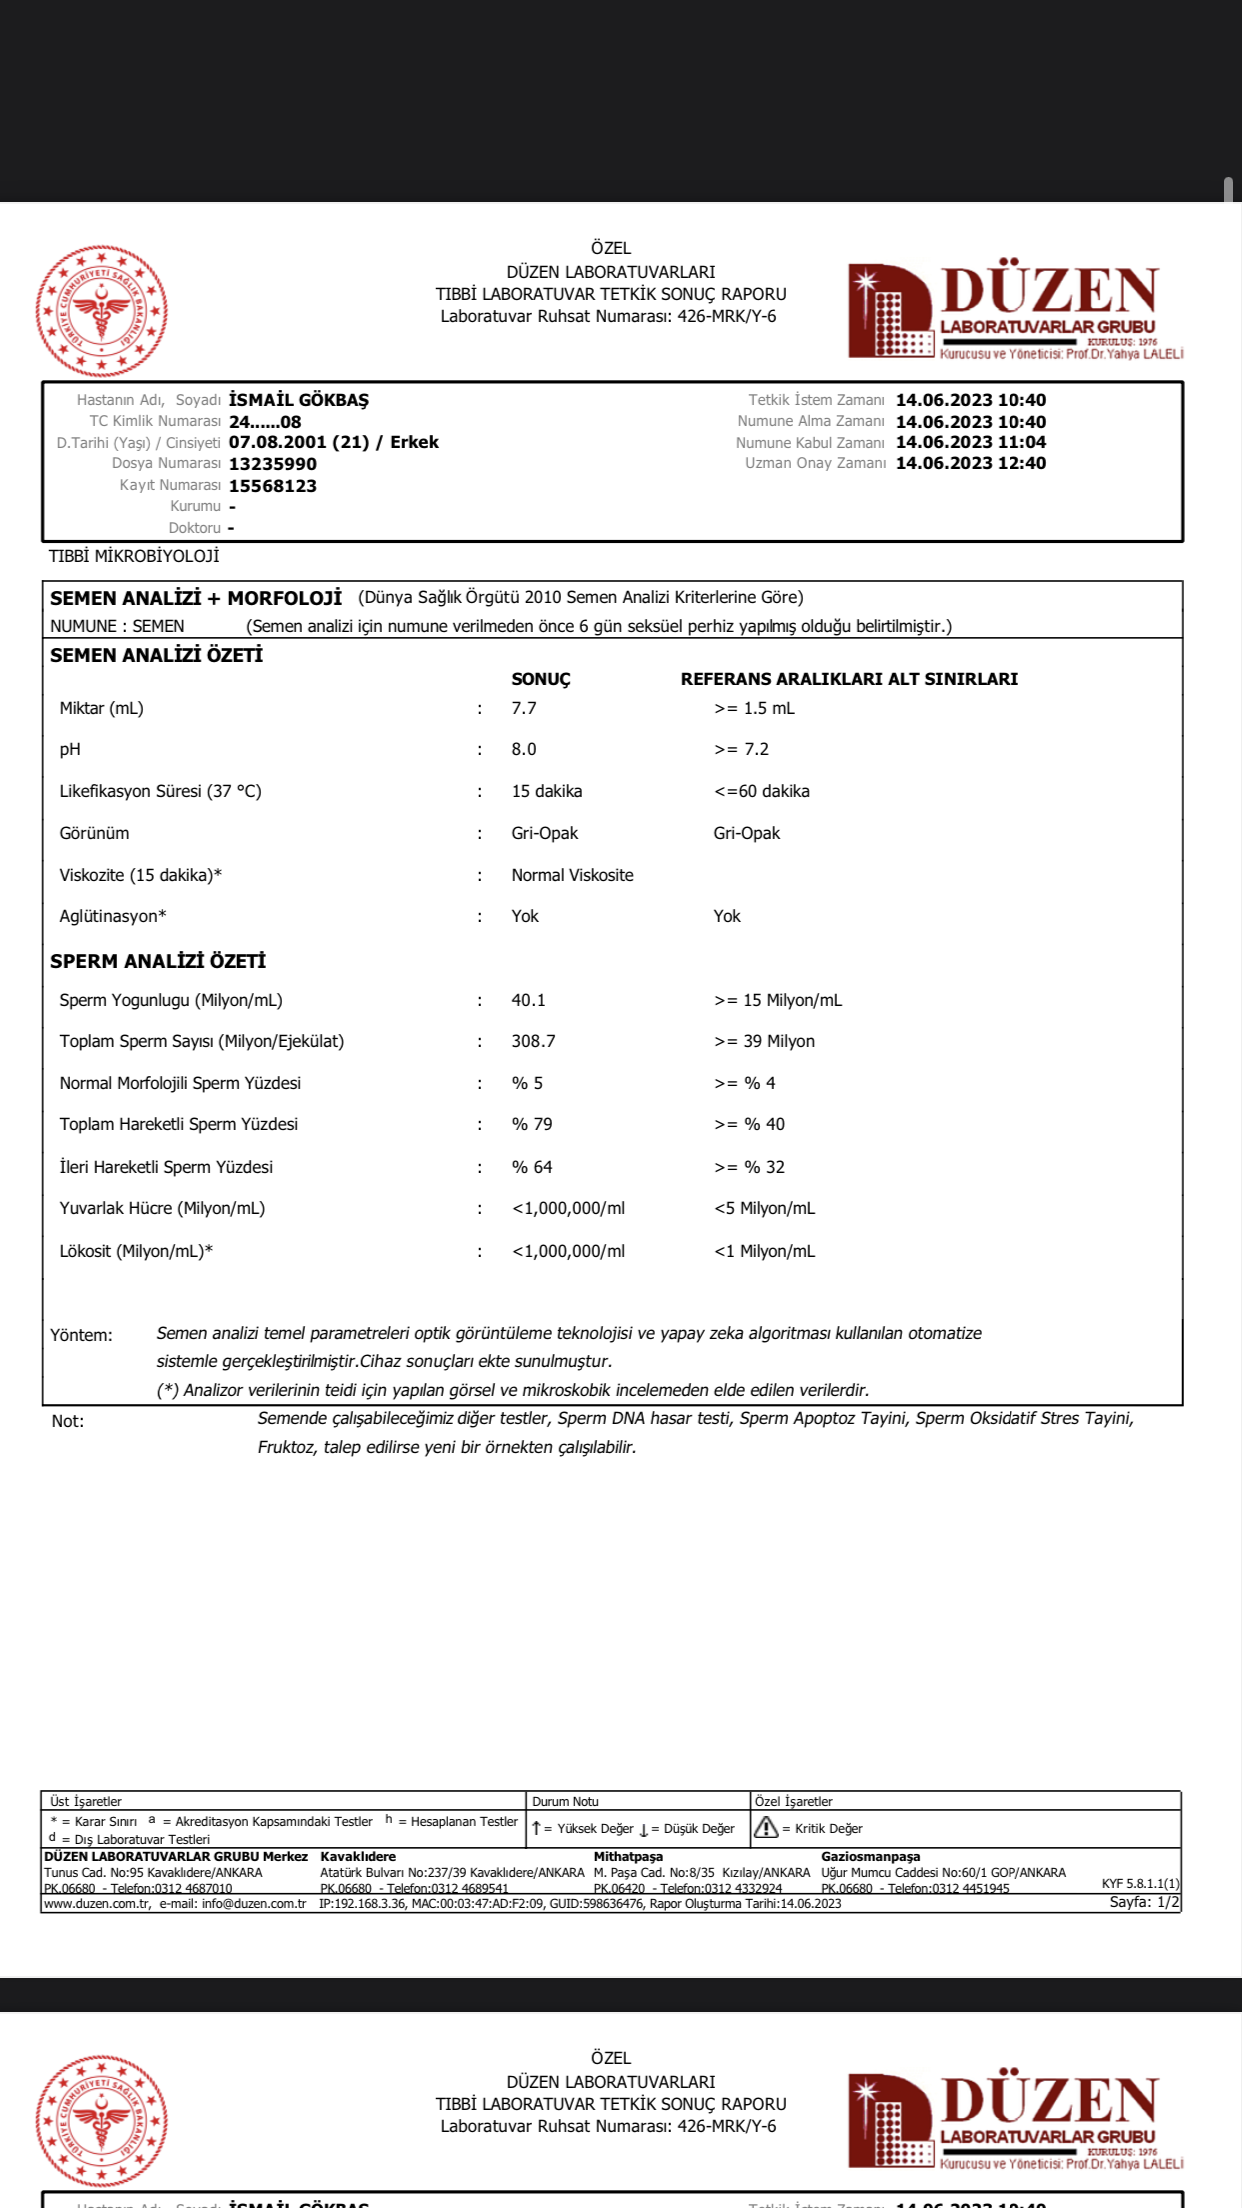 ÖZEL
DÜZEN LABORATUVARLARI
TIBBİ LABORATUVAR TETKİK SONUÇ RAPORU
Laboratuvar Ruhsat Numarası: 426-MRK/Y-6
TÜRKİYE CUMHURİYETİ SAĞLIK BAKANLIĞI
DÜZEN
LABORATUVARLAR GRUBU
KURULUŞ: 1976
Kurucusu ve Yöneticisi: Prof.Dr.Yahya LALELİ
Hastanın Adı, Soyadı İSMAİL GÖKBAŞ
TC Kimlik Numarası 24......08
D.Tarihi (Yaşı) / Cinsiyeti 07.08.2001 (21) / Erkek
Dosya Numarası 13235990
Kayıt Numarası 15568123
Kurumu -
Doktoru -
Tetkik İstem Zamanı 14.06.2023 10:40
Numune Alma Zamanı 14.06.2023 10:40
Numune Kabul Zamanı 14.06.2023 11:04
Uzman Onay Zamanı 14.06.2023 12:40
TIBBİ MİKROBİYOLOJİ
SEMEN ANALİZİ + MORFOLOJİ (Dünya Sağlık Örgütü 2010 Semen Analizi Kriterlerine Göre)
NUMUNE : SEMEN (Semen analizi için numune verilmeden önce 6 gün seksüel perhiz yapılmış olduğu belirtilmiştir.)
SEMEN ANALİZİ ÖZETİ
SONUÇ REFERANS ARALIKLARI ALT SINIRLARI
Miktar (mL) : 7.7 >= 1.5 mL
pH : 8.0 >= 7.2
Likefikasyon Süresi (37 °C) : 15 dakika <=60 dakika
Görünüm : Gri-Opak Gri-Opak
Viskozite (15 dakika)* : Normal Viskosite
Aglütinasyon* : Yok Yok
SPERM ANALİZİ ÖZETİ
Sperm Yogunlugu (Milyon/mL) : 40.1 >= 15 Milyon/mL
Toplam Sperm Sayısı (Milyon/Ejekülat) : 308.7 >= 39 Milyon
Normal Morfolojili Sperm Yüzdesi : % 5 >= % 4
Toplam Hareketli Sperm Yüzdesi : % 79 >= % 40
İleri Hareketli Sperm Yüzdesi : % 64 >= % 32
Yuvarlak Hücre (Milyon/mL) : <1,000,000/ml <5 Milyon/mL
Lökosit (Milyon/mL)* : <1,000,000/ml <1 Milyon/mL
Yöntem: Semen analizi temel parametreleri optik görüntüleme teknolojisi ve yapay zeka algoritması kullanılan otomatize
sistemle gerçekleştirilmiştir.Cihaz sonuçları ekte sunulmuştur.
(*) Analizor verilerinin teidi için yapılan görsel ve mikroskobik incelemeden elde edilen verilerdir.
Not: Semende çalışabileceğimiz diğer testler, Sperm DNA hasar testi, Sperm Apoptoz Tayini, Sperm Oksidatif Stres Tayini,
Fruktoz, talep edilirse yeni bir örnekten çalışılabilir.
Üst İşaretler Durum Notu Özel İşaretler
* = Karar Sınırı a = Akreditasyon Kapsamındaki Testler h = Hesaplanan Testler
d = Dış Laboratuvar Testleri
↑ = Yüksek Değer ↓ = Düşük Değer ⚠ = Kritik Değer
DÜZEN LABORATUVARLAR GRUBU Merkez Kavaklıdere Mithatpaşa Gaziosmanpaşa
Tunus Cad. No:95 Kavaklıdere/ANKARA Atatürk Bulvarı No:237/39 Kavaklıdere/ANKARA M. Paşa Cad. No:8/35 Kızılay/ANKARA Uğur Mumcu Caddesi No:60/1 GOP/ANKARA
PK.06680 - Telefon:0312 4687010 PK.06680 - Telefon:0312 4689541 PK.06420 - Telefon:0312 4332924 PK.06680 - Telefon:0312 4451945 KYF 5.8.1.1(1)
www.duzen.com.tr, e-mail: info@duzen.com.tr IP:192.168.3.36, MAC:00:03:47:AD:F2:09, GUID:598636476, Rapor Oluşturma Tarihi:14.06.2023 Sayfa: 1/2
ÖZEL
DÜZEN LABORATUVARLARI
TIBBİ LABORATUVAR TETKİK SONUÇ RAPORU
Laboratuvar Ruhsat Numarası: 426-MRK/Y-6
TÜRKİYE CUMHURİYETİ SAĞLIK BAKANLIĞI
DÜZEN
LABORATUVARLAR GRUBU
KURULUŞ: 1976
Kurucusu ve Yöneticisi: Prof.Dr.Yahya LALELİ
Hastanın Adı, Soyadı İSMAİL GÖKBAŞ
Tetkik İstem Zamanı 14.06.2023 10:40